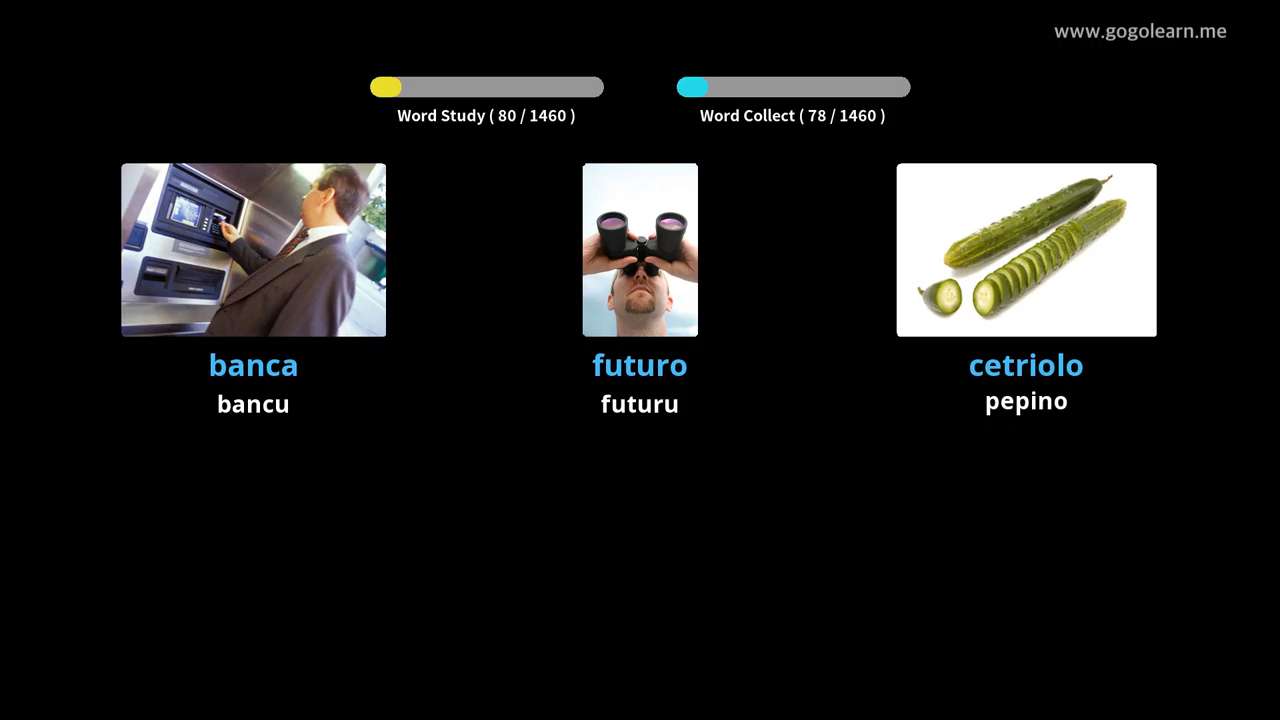 www.gogolearn.me
Word Study ( 80 / 1460 )
Word Collect ( 78 / 1460 )
banca
bancu
futuro
futuru
cetriolo
pepino